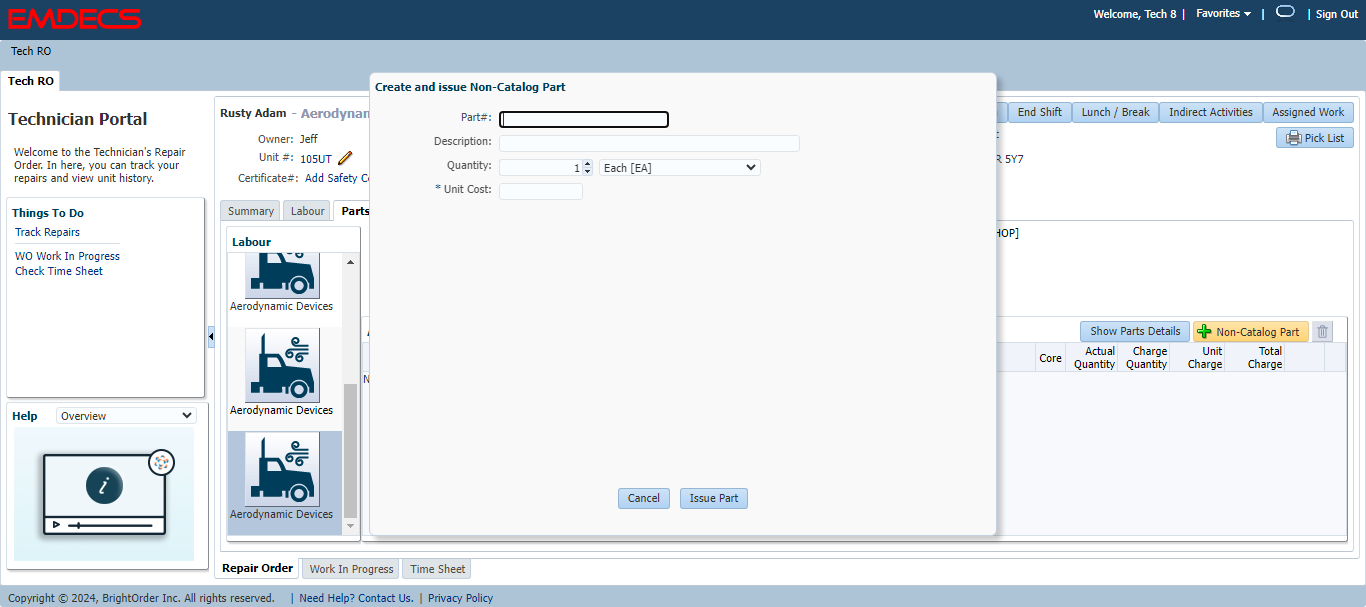 EMDECS
Welcome, Tech 8 | Favorites | | Sign Out
Tech RO
Tech RO
Technician Portal
Welcome to the Technician's Repair
Order. In here, you can track your
repairs and view unit history.
Things To Do
Track Repairs
WO Work In Progress
Check Time Sheet
Help Overview
Rusty Adam - Aerodynam
Owner: Jeff
Unit #: 105UT
Certificate#: Add Safety Ce
Summary Labour Parts
Labour
Aerodynamic Devices
Aerodynamic Devices
Aerodynamic Devices
Create and issue Non-Catalog Part
Part#:
Description:
Quantity: 1 Each [EA]
* Unit Cost:
Cancel Issue Part
End Shift Lunch / Break Indirect Activities Assigned Work
Pick List
R 5Y7
HOP]
Show Parts Details Non-Catalog Part
Core Actual Quantity Charge Quantity Unit Charge Total Charge
N
Repair Order Work In Progress Time Sheet
Copyright © 2024, BrightOrder Inc. All rights reserved. | Need Help? Contact Us. | Privacy Policy